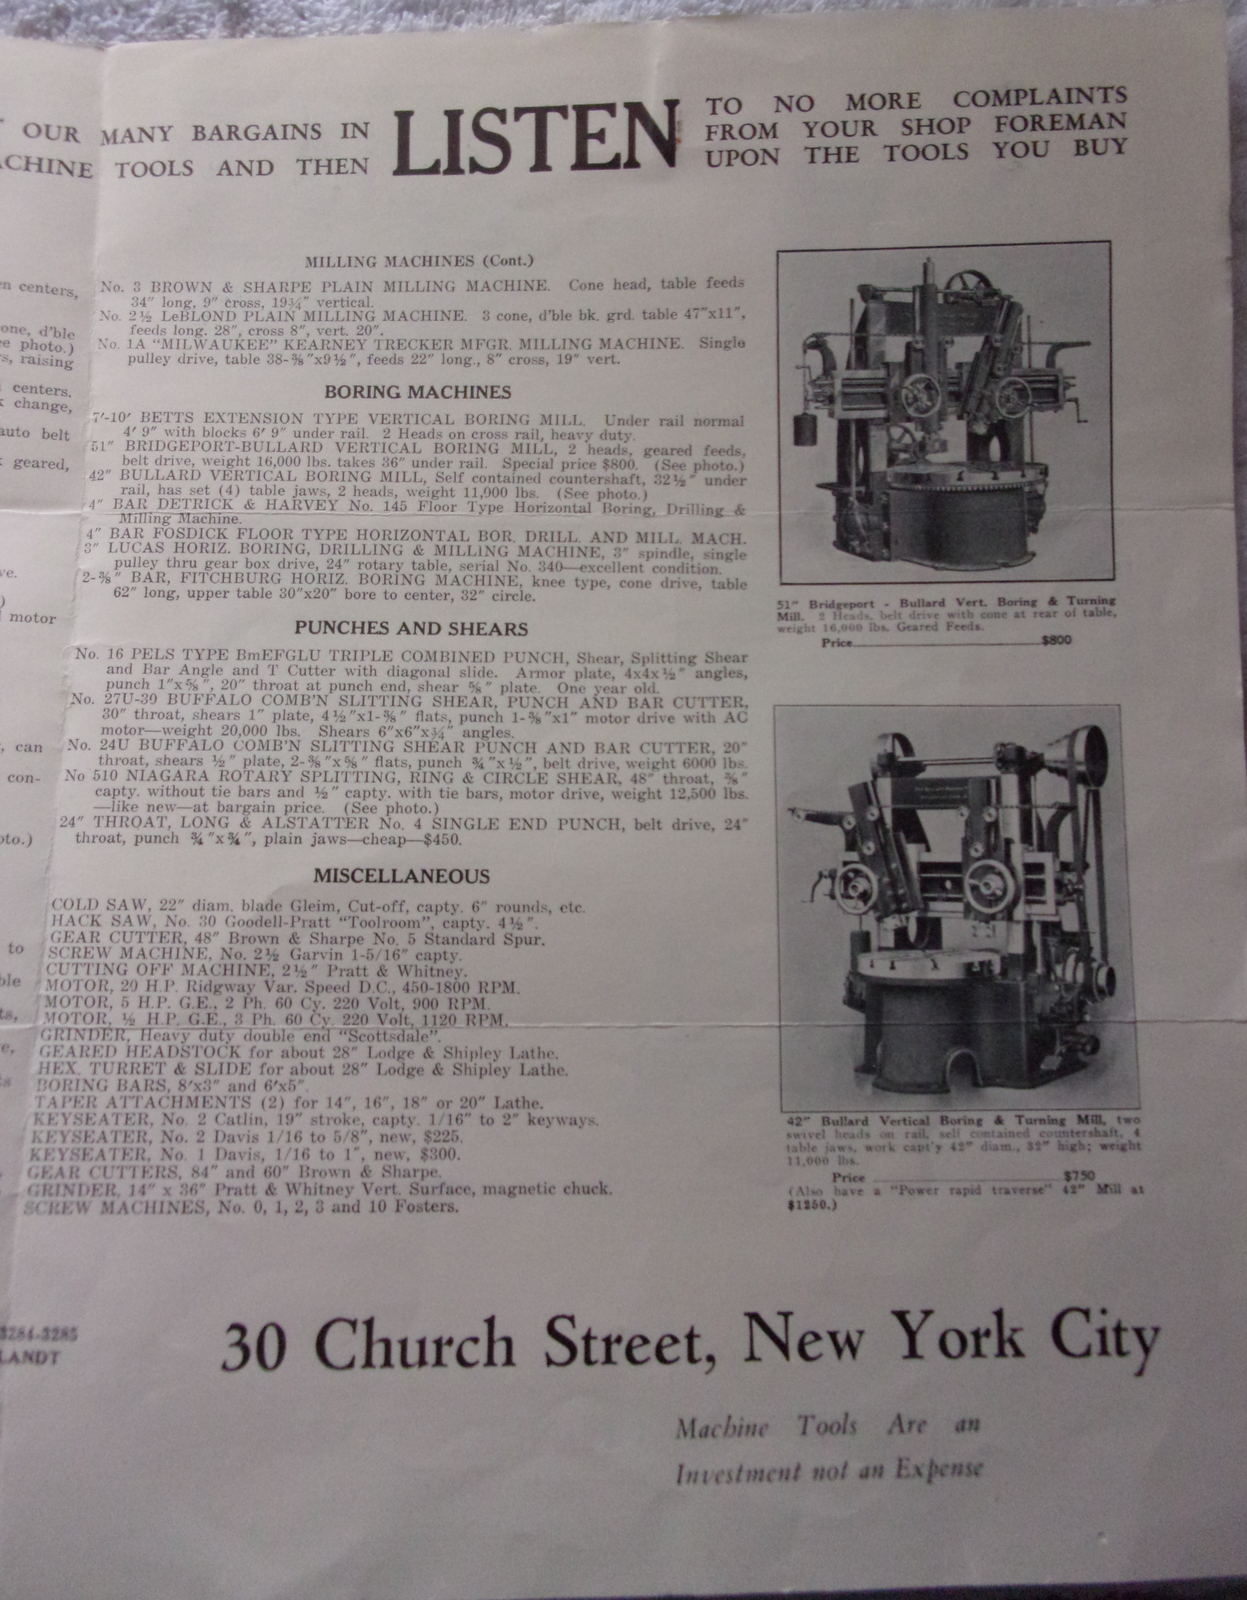 OUR MANY BARGAINS IN
CHINE TOOLS AND THEN
LISTEN
TO NO MORE COMPLAINTS
FROM YOUR SHOP FOREMAN
UPON THE TOOLS YOU BUY
n centers,
one, d'ble
e photo.)
s, raising
centers.
change,
auto belt
geared,
ve.
)
motor
, can
con-
oto.)
to
ble
ts,
e,
ts
MILLING MACHINES (Cont.)
No. 3 BROWN & SHARPE PLAIN MILLING MACHINE. Cone head, table feeds
34″ long, 9″ cross, 19¾″ vertical.
No. 2½ LeBLOND PLAIN MILLING MACHINE. 3 cone, d'ble bk. grd. table 47″x11″,
feeds long. 28″, cross 8″, vert. 20″.
No. 1A "MILWAUKEE" KEARNEY TRECKER MFGR. MILLING MACHINE. Single
pulley drive, table 38-⅝″x9½″, feeds 22″ long., 8″ cross, 19″ vert.
BORING MACHINES
7′-10′ BETTS EXTENSION TYPE VERTICAL BORING MILL. Under rail normal
4′ 9″ with blocks 6′ 9″ under rail. 2 Heads on cross rail, heavy duty.
51″ BRIDGEPORT-BULLARD VERTICAL BORING MILL, 2 heads, geared feeds,
belt drive, weight 16,000 lbs. takes 36″ under rail. Special price $800. (See photo.)
42″ BULLARD VERTICAL BORING MILL, Self contained countershaft, 32½″ under
rail, has set (4) table jaws, 2 heads, weight 11,000 lbs. (See photo.)
4″ BAR DETRICK & HARVEY No. 145 Floor Type Horizontal Boring, Drilling &
Milling Machine.
4″ BAR FOSDICK FLOOR TYPE HORIZONTAL BOR. DRILL. AND MILL. MACH.
3″ LUCAS HORIZ. BORING, DRILLING & MILLING MACHINE, 3″ spindle, single
pulley thru gear box drive, 24″ rotary table, serial No. 340—excellent condition.
2-⅝″ BAR, FITCHBURG HORIZ. BORING MACHINE, knee type, cone drive, table
62″ long, upper table 30″x20″ bore to center, 32″ circle.
PUNCHES AND SHEARS
No. 16 PELS TYPE BmEFGLU TRIPLE COMBINED PUNCH, Shear, Splitting Shear
and Bar Angle and T Cutter with diagonal slide. Armor plate, 4x4x½″ angles,
punch 1″x⅝″, 20″ throat at punch end, shear ⅝″ plate. One year old.
No. 27U-30 BUFFALO COMB'N SLITTING SHEAR, PUNCH AND BAR CUTTER,
30″ throat, shears 1″ plate, 4½″x1-⅝″ flats, punch 1-⅝″x1″ motor drive with AC
motor—weight 20,000 lbs. Shears 6″x6″x¾″ angles.
No. 24U BUFFALO COMB'N SLITTING SHEAR PUNCH AND BAR CUTTER, 20″
throat, shears ½″ plate, 2-⅝″x⅝″ flats, punch ¾″x½″, belt drive, weight 6000 lbs.
No 510 NIAGARA ROTARY SPLITTING, RING & CIRCLE SHEAR, 48″ throat, ⅝″
capty. without tie bars and ½″ capty. with tie bars, motor drive, weight 12,500 lbs.
—like new—at bargain price. (See photo.)
24″ THROAT, LONG & ALSTATTER No. 4 SINGLE END PUNCH, belt drive, 24″
throat, punch ¾″x¾″, plain jaws—cheap—$450.
MISCELLANEOUS
COLD SAW, 22″ diam. blade Gleim, Cut-off, capty. 6″ rounds, etc.
HACK SAW, No. 30 Goodell-Pratt "Toolroom", capty. 4½″.
GEAR CUTTER, 48″ Brown & Sharpe No. 5 Standard Spur.
SCREW MACHINE, No. 2½ Garvin 1-5/16″ capty.
CUTTING OFF MACHINE, 2½″ Pratt & Whitney.
MOTOR, 20 H.P. Ridgway Var. Speed D.C., 450-1800 RPM.
MOTOR, 5 H.P. G.E., 2 Ph. 60 Cy. 220 Volt, 900 RPM.
MOTOR, ½ H.P. G.E., 3 Ph. 60 Cy. 220 Volt, 1120 RPM.
GRINDER, Heavy duty double end "Scottsdale".
GEARED HEADSTOCK for about 28″ Lodge & Shipley Lathe.
HEX. TURRET & SLIDE for about 28″ Lodge & Shipley Lathe.
BORING BARS, 8′x3″ and 6′x5″.
TAPER ATTACHMENTS (2) for 14″, 16″, 18″ or 20″ Lathe.
KEYSEATER, No. 2 Catlin, 19″ stroke, capty. 1/16″ to 2″ keyways.
KEYSEATER, No. 2 Davis 1/16 to 5/8″, new, $225.
KEYSEATER, No. 1 Davis, 1/16 to 1″, new, $300.
GEAR CUTTERS, 84″ and 60″ Brown & Sharpe.
GRINDER, 14″ x 36″ Pratt & Whitney Vert. Surface, magnetic chuck.
SCREW MACHINES, No. 0, 1, 2, 3 and 10 Fosters.
51″ Bridgeport - Bullard Vert. Boring & Turning
Mill. 2 Heads, belt drive with cone at rear of table,
weight 16,000 lbs. Geared Feeds.
Price $800
42″ Bullard Vertical Boring & Turning Mill, two
swivel heads on rail, self contained countershaft, 4
table jaws, work capt'y 42″ diam., 32″ high; weight
11,000 lbs.
Price $750
(Also have a "Power rapid traverse" 42″ Mill at
$1250.)
3284-3285
LANDT
30 Church Street, New York City
Machine Tools Are an
Investment not an Expense